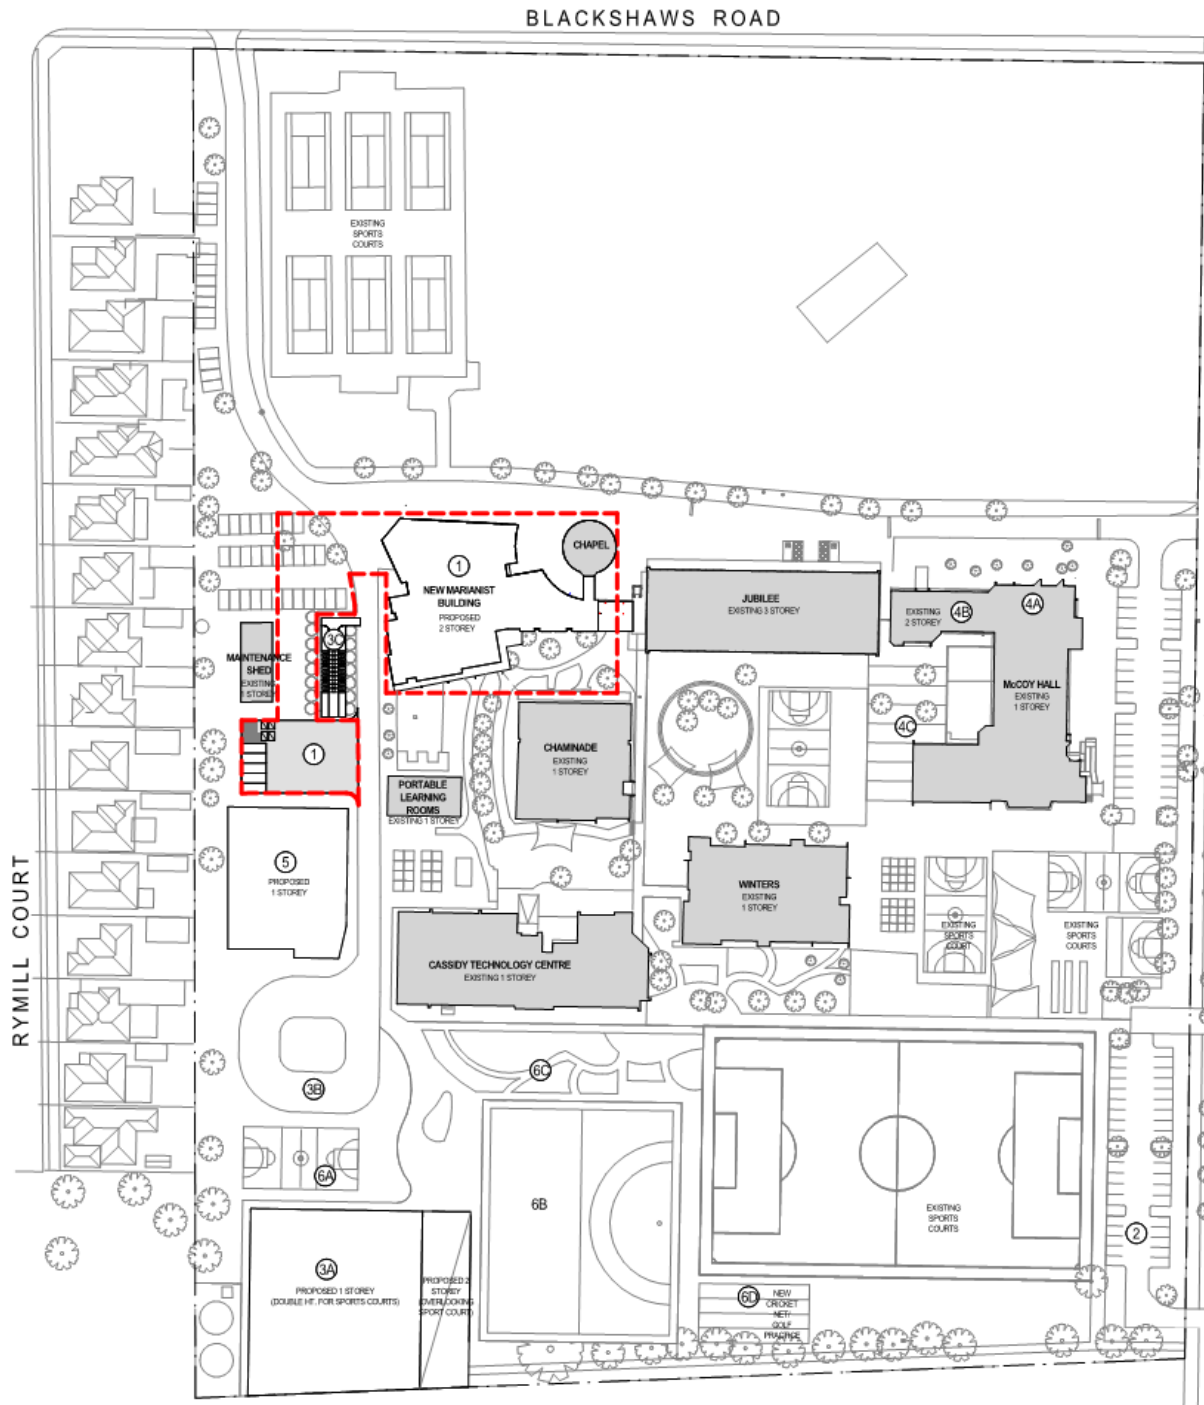 BLACKSHAWS ROAD
EXISTING
SPORTS
COURTS
CHAPEL
1
NEW MARIANIST
BUILDING
PROPOSED
2 STOREY
JUBILEE
EXISTING 3 STOREY
EXISTING
2 STOREY
4B
4A
3C
MAINTENANCE
SHED
EXISTING
1 STOREY
McCOY HALL
EXISTING
1 STOREY
4C
1
CHAMINADE
EXISTING
1 STOREY
PORTABLE
LEARNING
ROOMS
EXISTING 1 STOREY
5
PROPOSED
1 STOREY
WINTERS
EXISTING
1 STOREY
EXISTING
SPORTS
COURT
EXISTING
SPORTS
COURTS
CASSIDY TECHNOLOGY CENTRE
EXISTING 1 STOREY
RYMILL COURT
6C
3B
6A
6B
EXISTING
SPORTS
COURTS
2
3A
PROPOSED 1 STOREY
(DOUBLE HT. FOR SPORTS COURTS)
PROPOSED 2
STOREY
(OVERLOOKING
SPORT COURT)
6D
NEW
CRICKET
NET/
GOLF
PRACTICE